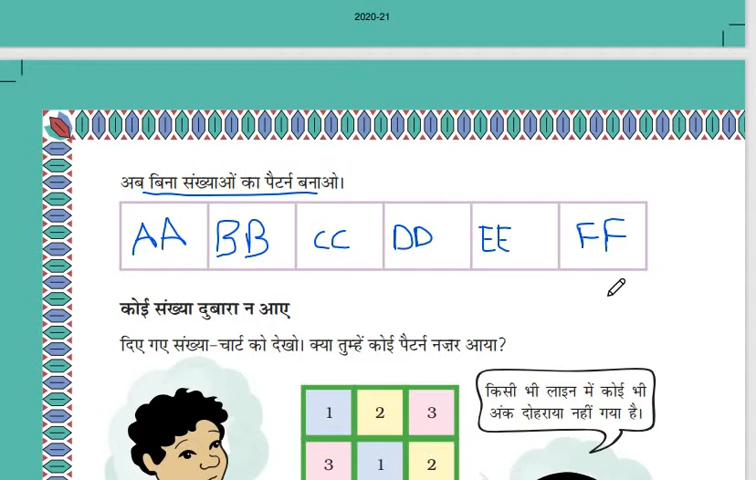 2020-21
अब बिना संख्याओं का पैटर्न बनाओ।
AA BB CC DD EE FF
कोई संख्या दुबारा न आए
दिए गए संख्या-चार्ट को देखो। क्या तुम्हें कोई पैटर्न नज़र आया?
किसी भी लाइन में कोई भी
अंक दोहराया नहीं गया है।
1 2 3
3 1 2